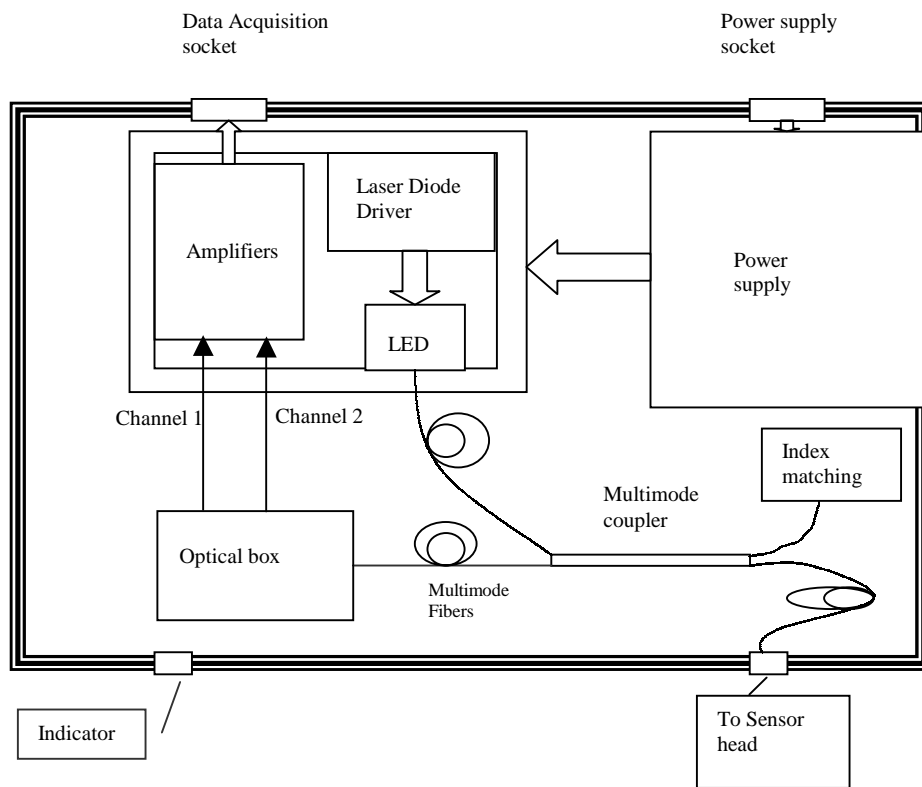 Data Acquisition
socket
Power supply
socket
Laser Diode
Driver
Amplifiers
Power
supply
LED
Channel 1
Channel 2
Index
matching
Multimode
coupler
Optical box
Multimode
Fibers
Indicator
To Sensor
head